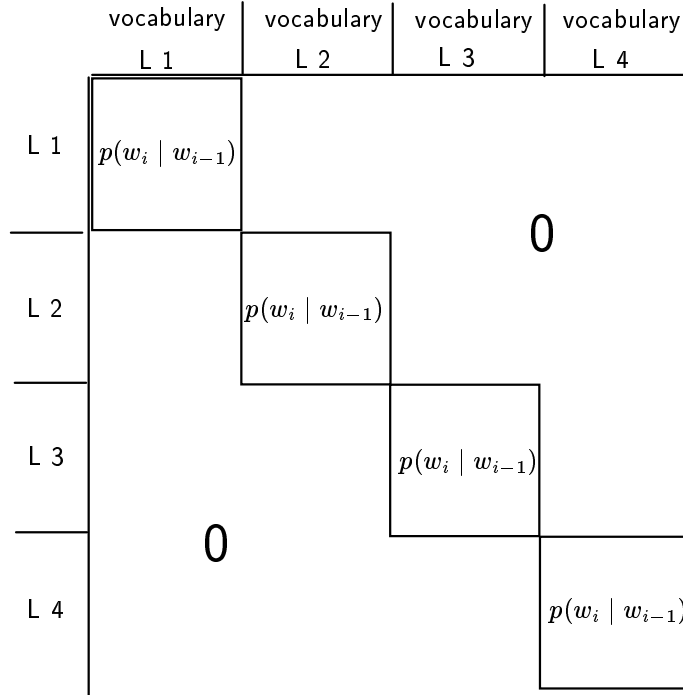 vocabulary vocabulary vocabulary vocabulary
L 1 L 2 L 3 L 4
L 1 p(w_i | w_{i-1})
0
L 2 p(w_i | w_{i-1})
L 3 p(w_i | w_{i-1})
0
L 4 p(w_i | w_{i-1})